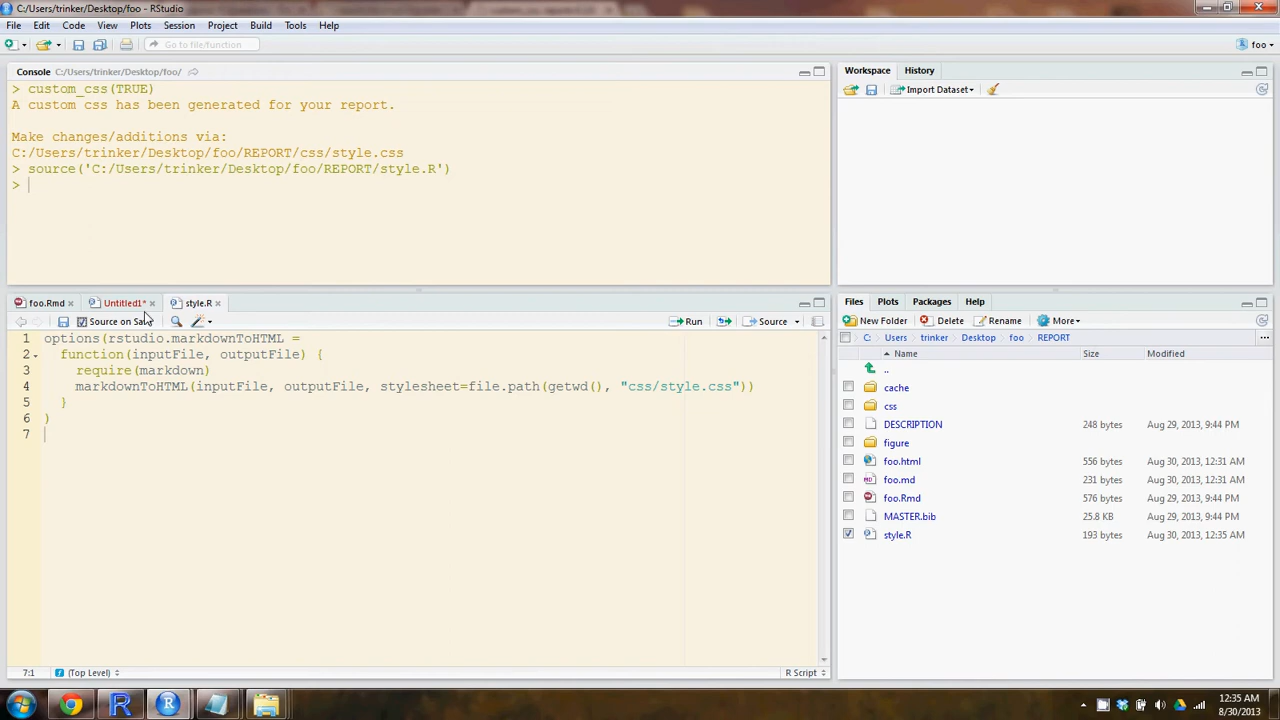 C:/Users/trinker/Desktop/foo - RStudio
File Edit Code View Plots Session Project Build Tools Help
Go to file/function
foo
Console C:/Users/trinker/Desktop/foo/
> custom_css(TRUE)
A custom css has been generated for your report.
Make changes/additions via:
C:/Users/trinker/Desktop/foo/REPORT/css/style.css
> source('C:/Users/trinker/Desktop/foo/REPORT/style.R')
>
Workspace History
Import Dataset
foo.Rmd Untitled1* style.R
Source on Save
Run
Source
1 options(rstudio.markdownToHTML =
2 function(inputFile, outputFile) {
3 require(markdown)
4 markdownToHTML(inputFile, outputFile, stylesheet=file.path(getwd(), "css/style.css"))
5 }
6 )
7
7:1 (Top Level) R Script
Files Plots Packages Help
New Folder Delete Rename More
C: Users trinker Desktop foo REPORT
Name Size Modified
..
cache
css
DESCRIPTION 248 bytes Aug 29, 2013, 9:44 PM
figure
foo.html 556 bytes Aug 30, 2013, 12:31 AM
foo.md 231 bytes Aug 30, 2013, 12:31 AM
foo.Rmd 576 bytes Aug 29, 2013, 9:44 PM
MASTER.bib 25.8 KB Aug 29, 2013, 9:44 PM
style.R 193 bytes Aug 30, 2013, 12:35 AM
12:35 AM
8/30/2013